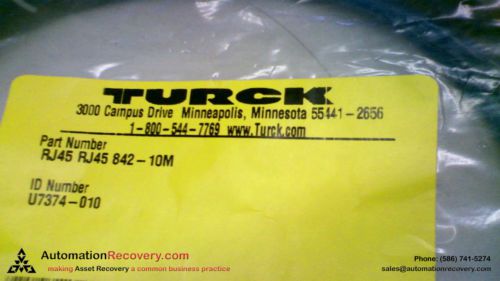 TURCK
3000 Campus Drive Minneapolis, Minnesota 55441-2656
1-800-544-7769 www.Turck.com
Part Number
RJ45 RJ45 842-10M
ID Number
U7374-010
AutomationRecovery.com
making Asset Recovery a common business practice
Phone: (586) 741-5274
sales@automationrecovery.com